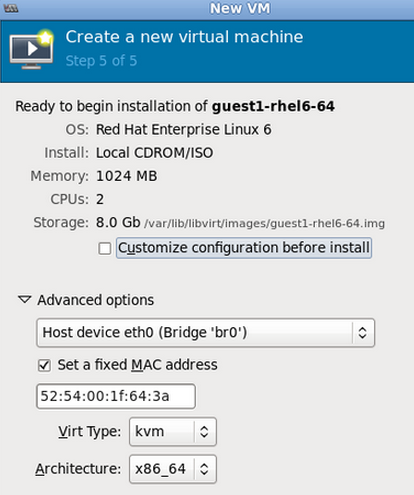 New VM
Create a new virtual machine
Step 5 of 5
Ready to begin installation of guest1-rhel6-64
OS: Red Hat Enterprise Linux 6
Install: Local CDROM/ISO
Memory: 1024 MB
CPUs: 2
Storage: 8.0 Gb /var/lib/libvirt/images/guest1-rhel6-64.img
Customize configuration before install
Advanced options
Host device eth0 (Bridge 'br0')
Set a fixed MAC address
52:54:00:1f:64:3a
Virt Type: kvm
Architecture: x86_64